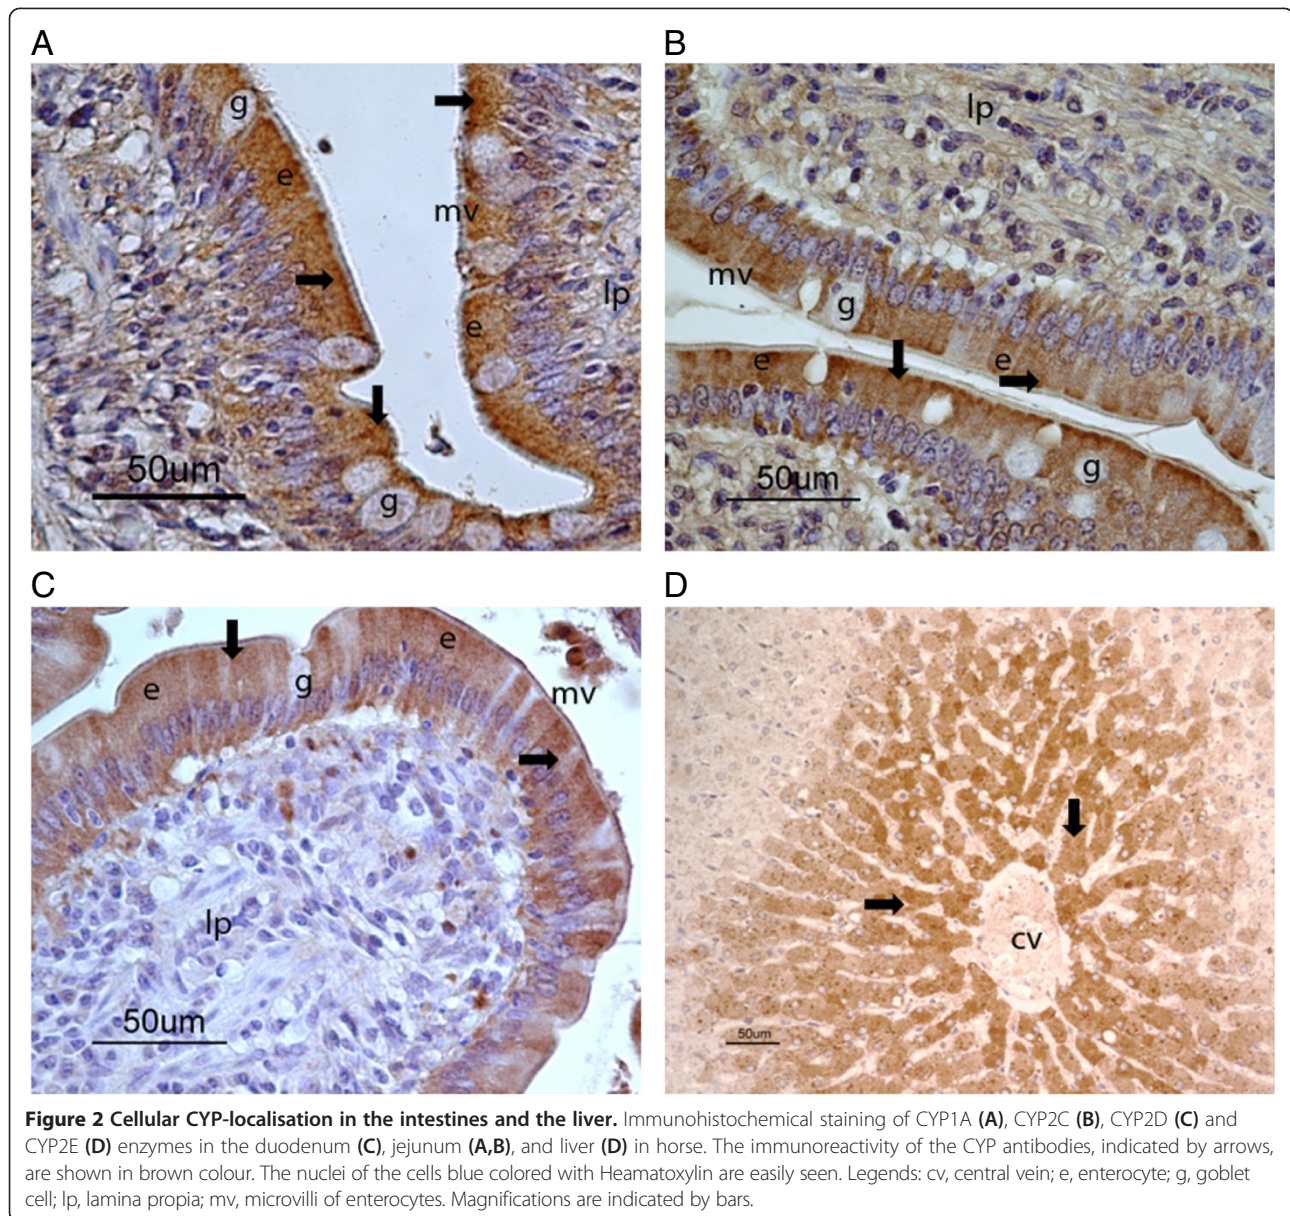 A
B
g
e
mv
lp
e
50um
g
lp
mv
g
e
e
50um
g
C
D
e
e
g
mv
lp
50um
cv
50um
Figure 2 Cellular CYP-localisation in the intestines and the liver. Immunohistochemical staining of CYP1A (A), CYP2C (B), CYP2D (C) and
CYP2E (D) enzymes in the duodenum (C), jejunum (A,B), and liver (D) in horse. The immunoreactivity of the CYP antibodies, indicated by arrows,
are shown in brown colour. The nuclei of the cells blue colored with Heamatoxylin are easily seen. Legends: cv, central vein; e, enterocyte; g, goblet
cell; lp, lamina propia; mv, microvilli of enterocytes. Magnifications are indicated by bars.